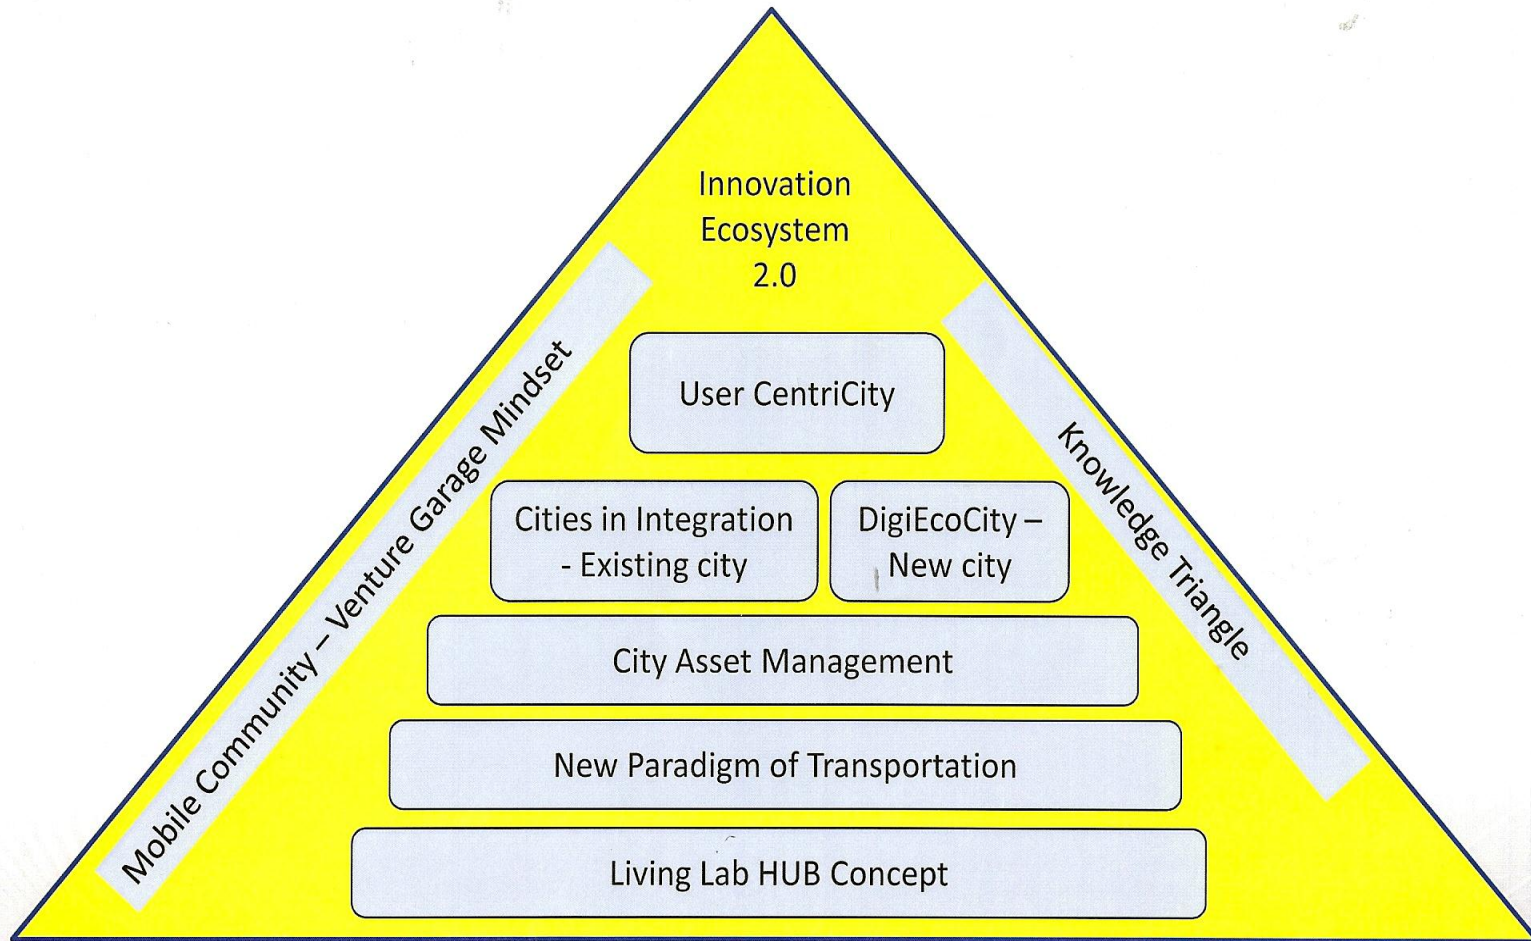 Innovation
Ecosystem
2.0
User CentriCity
Cities in Integration
- Existing city
DigiEcoCity –
New city
City Asset Management
New Paradigm of Transportation
Living Lab HUB Concept
Mobile Community – Venture Garage Mindset
Knowledge Triangle